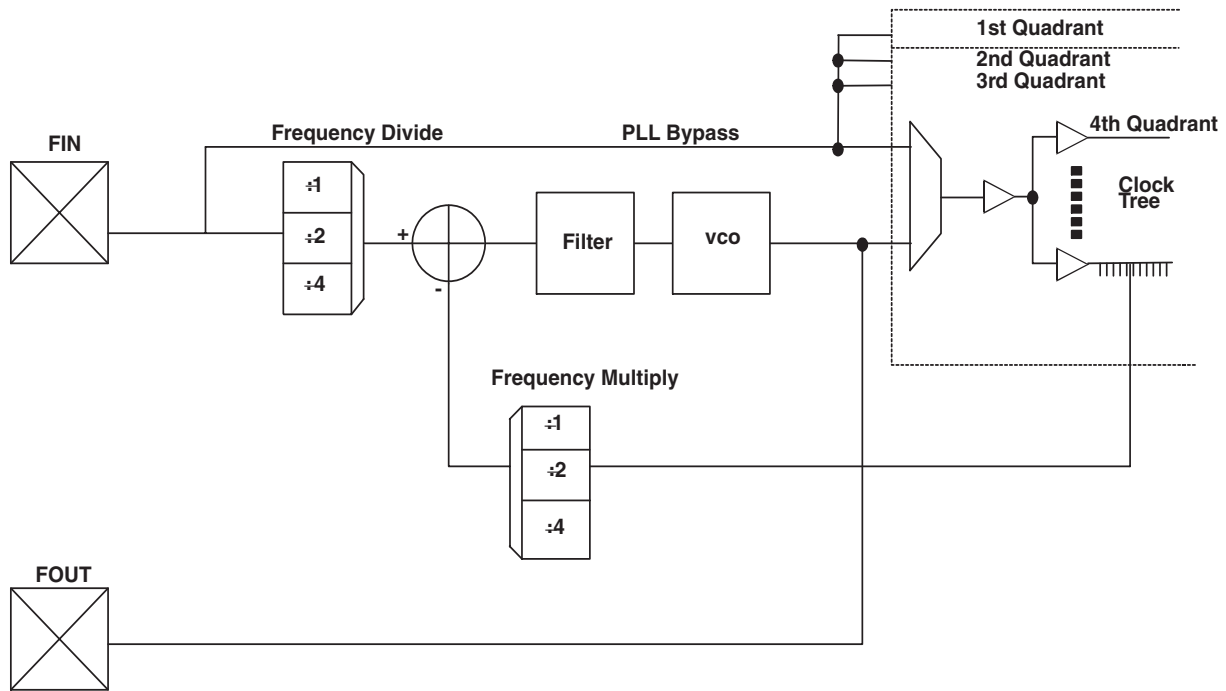 1st Quadrant
2nd Quadrant
3rd Quadrant
4th Quadrant
FIN
Frequency Divide
PLL Bypass
÷1
÷2
÷4
+
-
Filter
vco
Clock
Tree
Frequency Multiply
÷1
÷2
÷4
FOUT